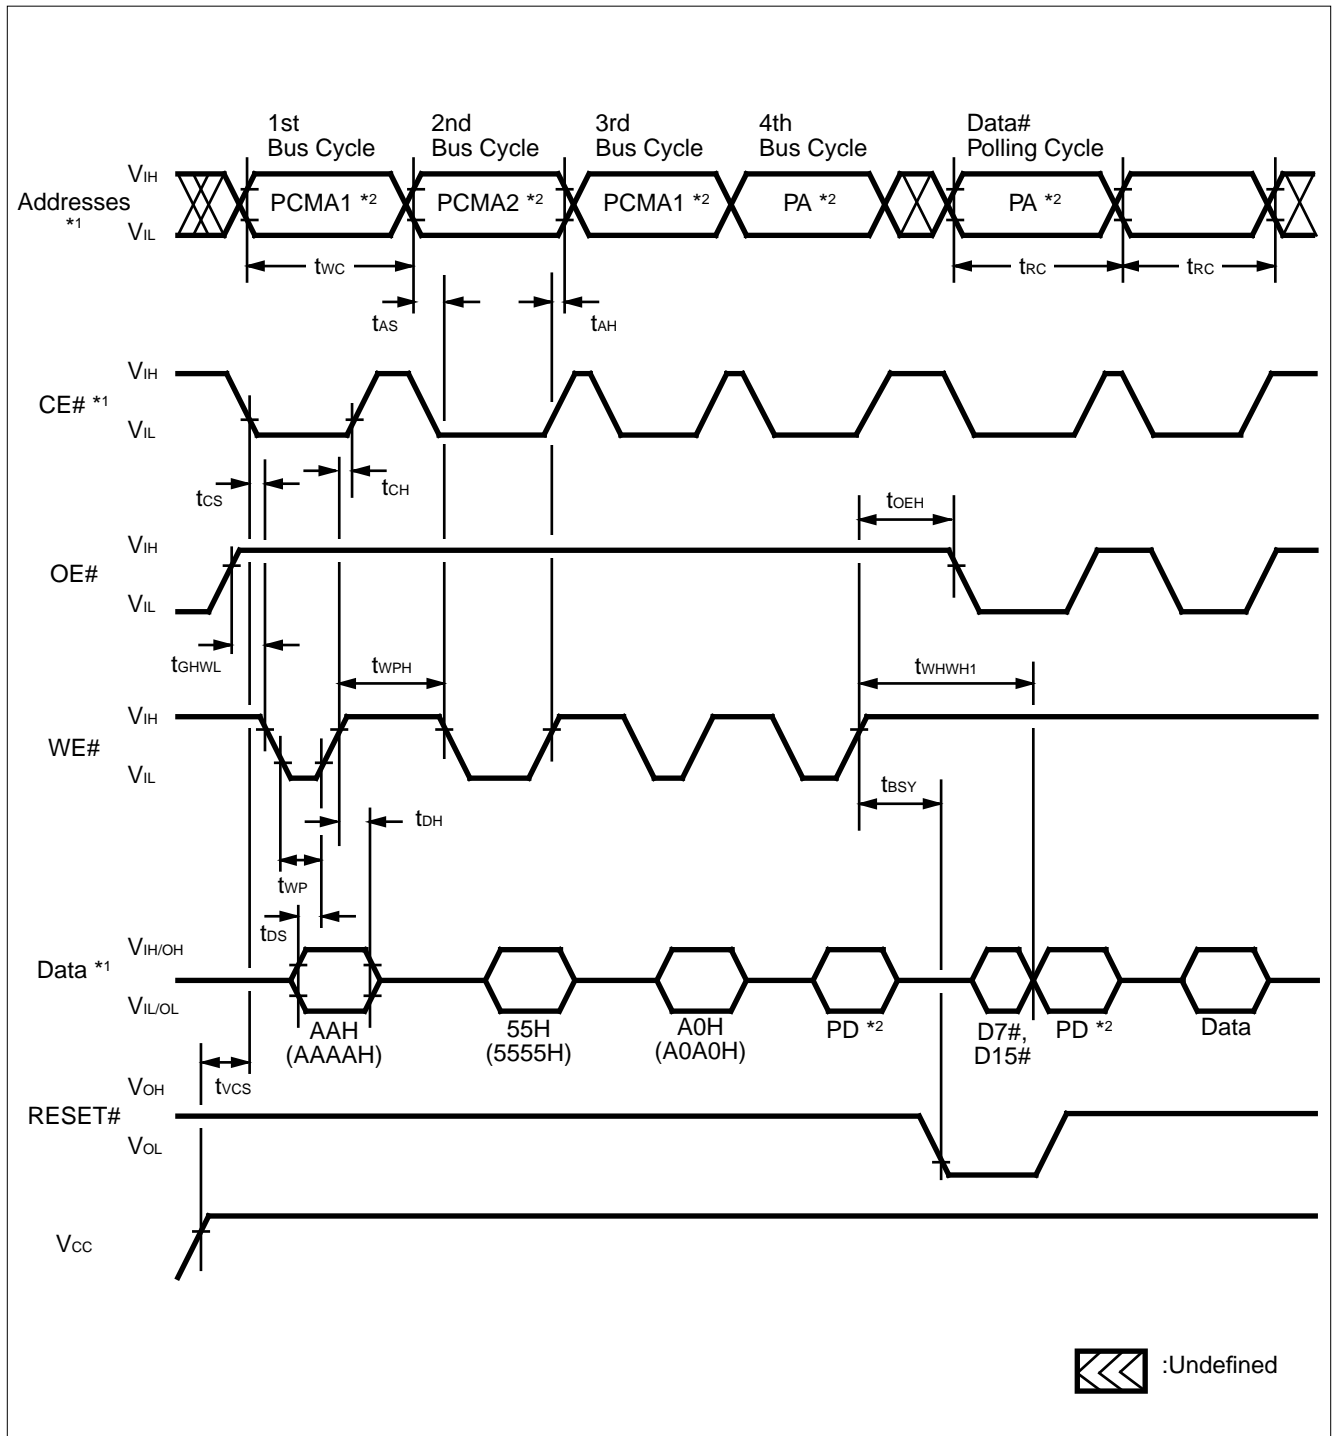 1st
Bus Cycle
2nd
Bus Cycle
3rd
Bus Cycle
4th
Bus Cycle
Data#
Polling Cycle
Addresses
*1
VIH
VIL
PCMA1 *2
PCMA2 *2
PCMA1 *2
PA *2
PA *2
tWC
tRC
tRC
tAS
tAH
CE# *1
VIH
VIL
tCS
tCH
tOEH
OE#
VIH
VIL
tGHWL
tWPH
tWHWH1
WE#
VIH
VIL
tBSY
tDH
tWP
tDS
Data *1
VIH/OH
VIL/OL
AAH
(AAAAH)
55H
(5555H)
A0H
(A0A0H)
PD *2
D7#,
D15#
PD *2
Data
tVCS
RESET#
VOH
VOL
VCC
:Undefined